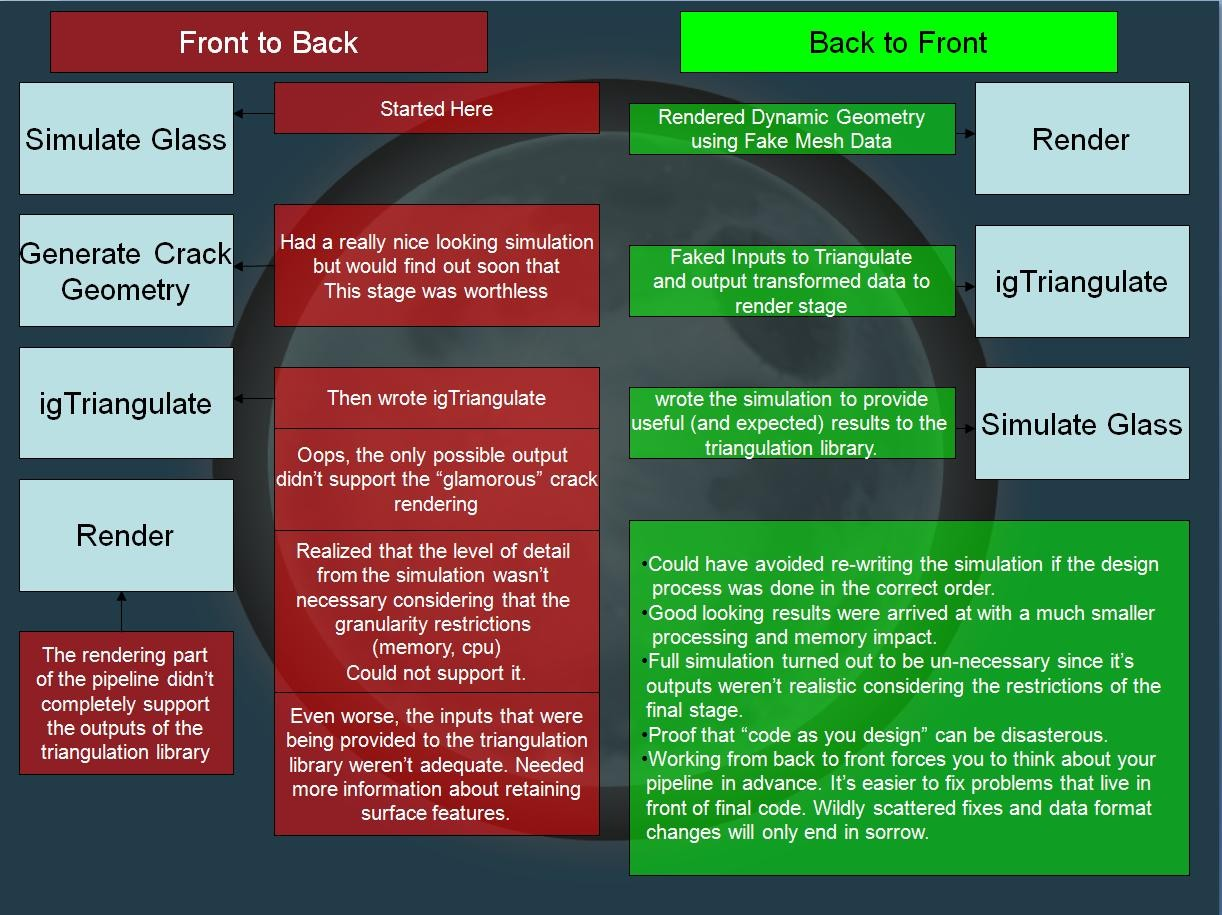 Front to Back
Simulate Glass
Started Here
Generate Crack
Geometry
Had a really nice looking simulation
but would find out soon that
This stage was worthless
igTriangulate
Then wrote igTriangulate
Oops, the only possible output
didn’t support the “glamorous” crack
rendering
Render
Realized that the level of detail
from the simulation wasn’t
necessary considering that the
granularity restrictions
(memory, cpu)
Could not support it.
The rendering part
of the pipeline didn’t
completely support
the outputs of the
triangulation library
Even worse, the inputs that were
being provided to the triangulation
library weren’t adequate. Needed
more information about retaining
surface features.
Back to Front
Rendered Dynamic Geometry
using Fake Mesh Data
Render
Faked Inputs to Triangulate
and output transformed data to
render stage
igTriangulate
wrote the simulation to provide
useful (and expected) results to the
triangulation library.
Simulate Glass
•Could have avoided re-writing the simulation if the design
process was done in the correct order.
•Good looking results were arrived at with a much smaller
processing and memory impact.
•Full simulation turned out to be un-necessary since it’s
outputs weren’t realistic considering the restrictions of the
final stage.
•Proof that “code as you design” can be disasterous.
•Working from back to front forces you to think about your
pipeline in advance. It’s easier to fix problems that live in
front of final code. Wildly scattered fixes and data format
changes will only end in sorrow.